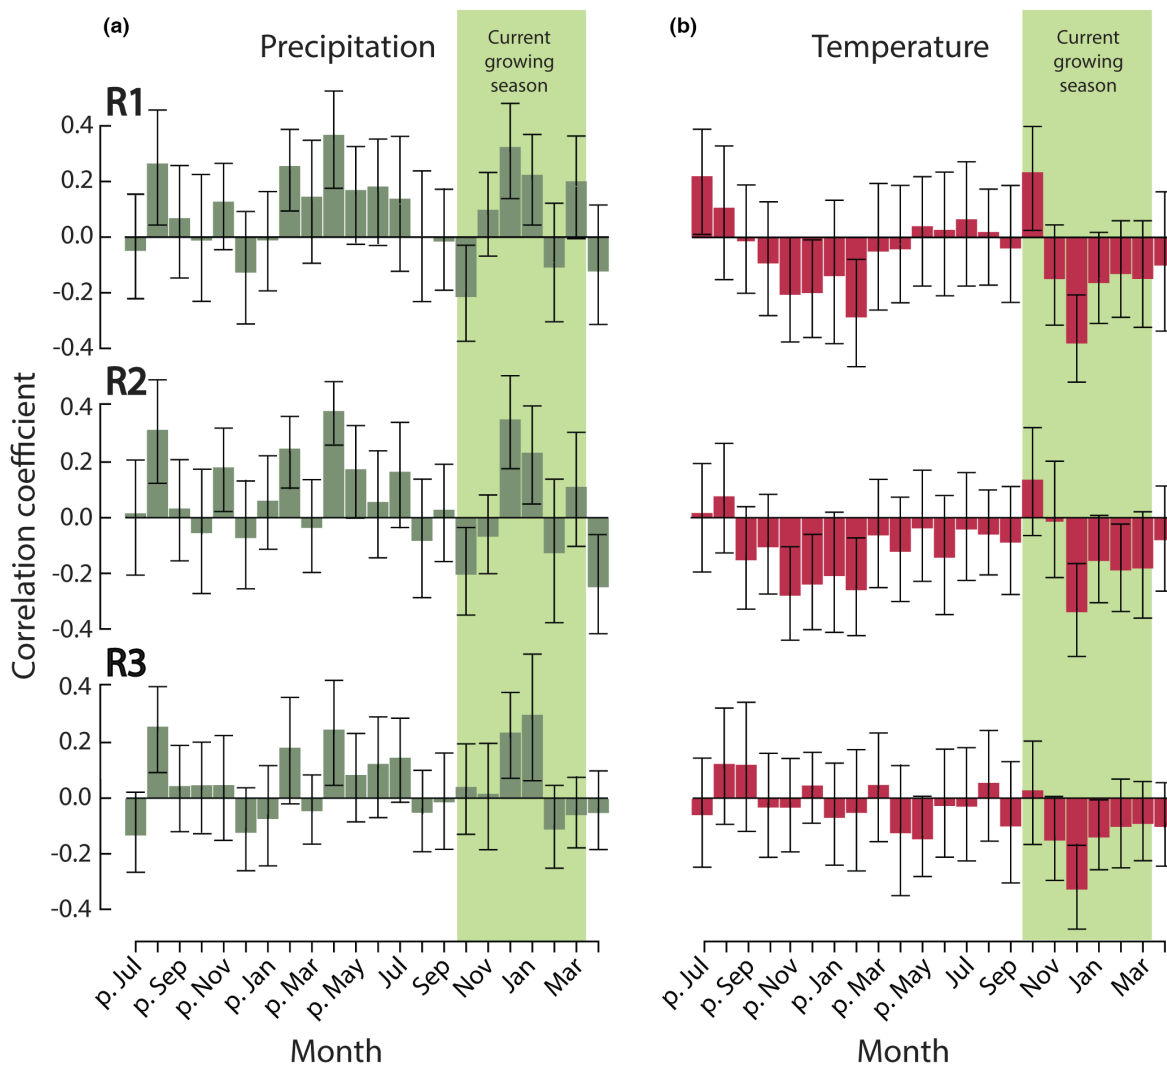 (a)
Precipitation
Current
growing
season
(b)
Temperature
Current
growing
season
Correlation coefficient
R1
0.4
0.2
0.0
-0.2
-0.4
R2
0.4
0.2
0.0
-0.2
-0.4
R3
0.4
0.2
0.0
-0.2
-0.4
p. Jul
p. Sep
p. Nov
p. Jan
p. Mar
p. May
Jul
Sep
Nov
Jan
Mar
p. Jul
p. Sep
p. Nov
p. Jan
p. Mar
p. May
Jul
Sep
Nov
Jan
Mar
Month
Month